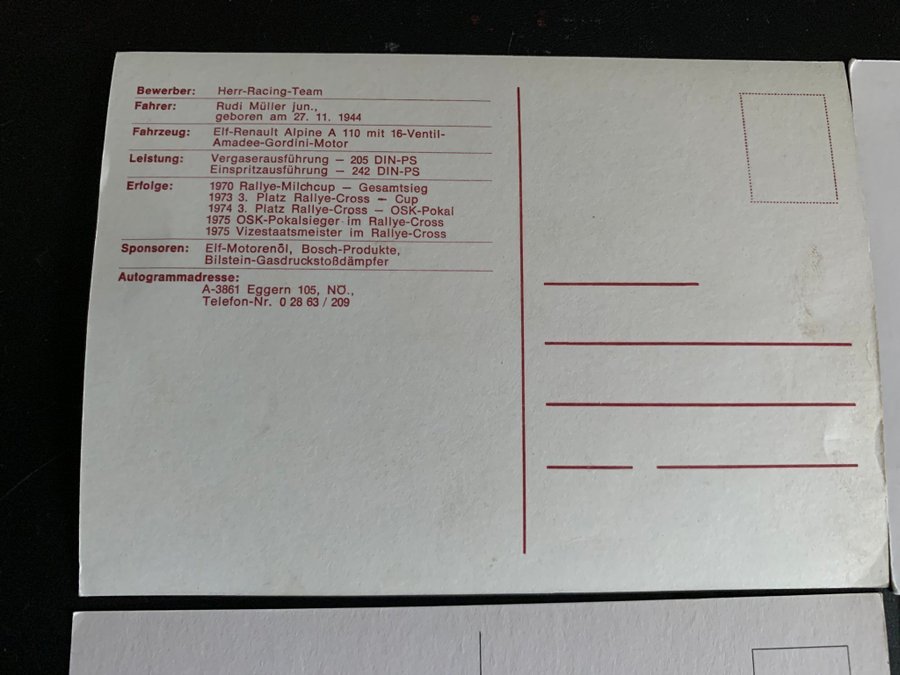 Bewerber: Herr-Racing-Team
Fahrer: Rudi Müller jun.,
geboren am 27. 11. 1944
Fahrzeug: Elf-Renault Alpine A 110 mit 16-Ventil-
Amadee-Gordini-Motor
Leistung: Vergaserausführung — 205 DIN-PS
Einspritzausführung — 242 DIN-PS
Erfolge: 1970 Rallye-Milchcup — Gesamtsieg
1973 3. Platz Rallye-Cross — Cup
1974 3. Platz Rallye-Cross — OSK-Pokal
1975 OSK-Pokalsieger im Rallye-Cross
1975 Vizestaatsmeister im Rallye-Cross
Sponsoren: Elf-Motorenöl, Bosch-Produkte,
Bilstein-Gasdruckstoßdämpfer
Autogrammadresse:
A-3861 Eggern 105, NÖ.,
Telefon-Nr. 0 28 63 / 209